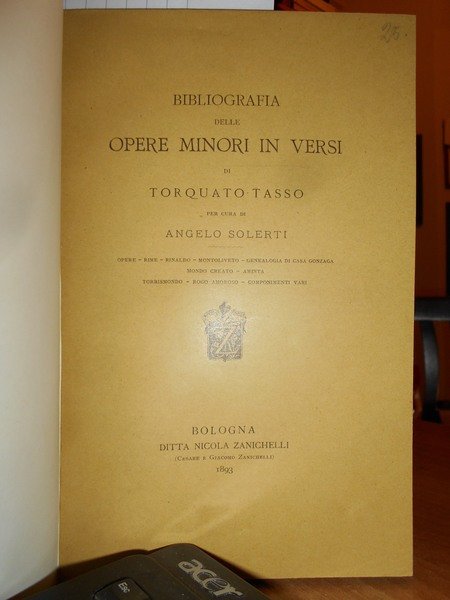 25
BIBLIOGRAFIA
DELLE
OPERE MINORI IN VERSI
DI
TORQUATO TASSO
PER CURA DI
ANGELO SOLERTI
OPERE – RIME – RINALDO – MONTOLIVETO – GENEALOGIA DI CASA GONZAGA
MONDO CREATO – AMINTA
TORRISMONDO – ROGO AMOROSO – COMPONIMENTI VARI
BOLOGNA
DITTA NICOLA ZANICHELLI
(CESARE E GIACOMO ZANICHELLI)
1893
acer
Esc